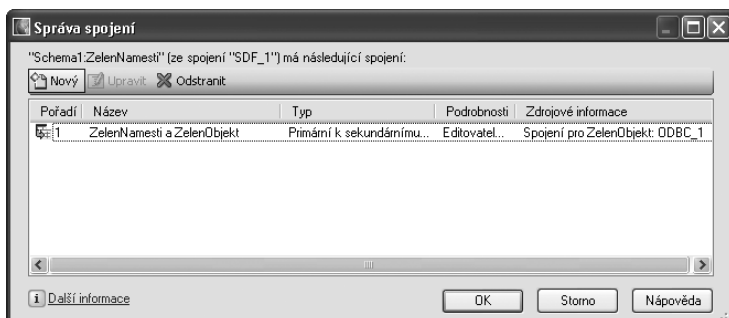 Správa spojení
"Schema1:ZelenNamesti" (ze spojení "SDF_1") má následující spojení:
Nový Upravit Odstranit
Pořadí Název Typ Podrobnosti Zdrojové informace
1 ZelenNamesti a ZelenObjekt Primární k sekundárnímu... Editovatel... Spojení pro ZelenObjekt: ODBC_1
Další informace OK Storno Nápověda